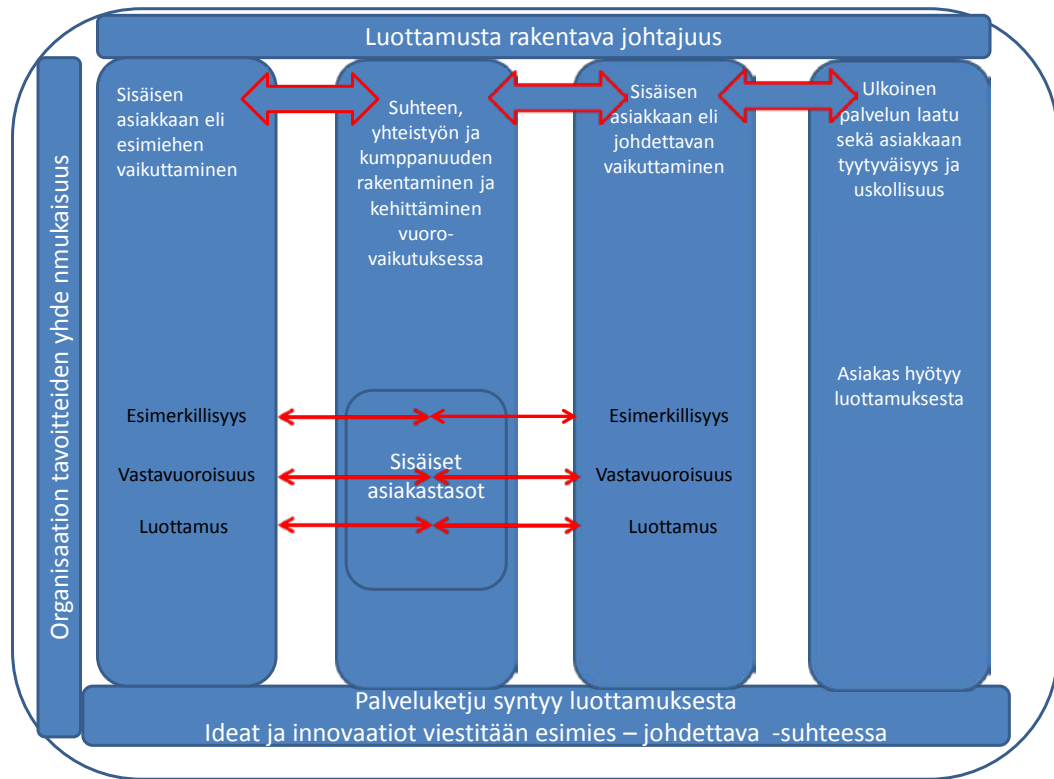 Luottamusta rakentava johtajuus
Organisaation tavoitteiden yhde nmukaisuus
Sisäisen
asiakkaan eli
esimiehen
vaikuttaminen
Suhteen,
yhteistyön ja
kumppanuuden
rakentaminen ja
kehittäminen
vuoro-
vaikutuksessa
Sisäisen
asiakkaan eli
johdettavan
vaikuttaminen
Ulkoinen
palvelun laatu
sekä asiakkaan
tyytyväisyys ja
uskollisuus
Asiakas hyötyy
luottamuksesta
Esimerkillisyys
Vastavuoroisuus
Luottamus
Sisäiset
asiakastasot
Esimerkillisyys
Vastavuoroisuus
Luottamus
Palveluketju syntyy luottamuksesta
Ideat ja innovaatiot viestitään esimies – johdettava -suhteessa